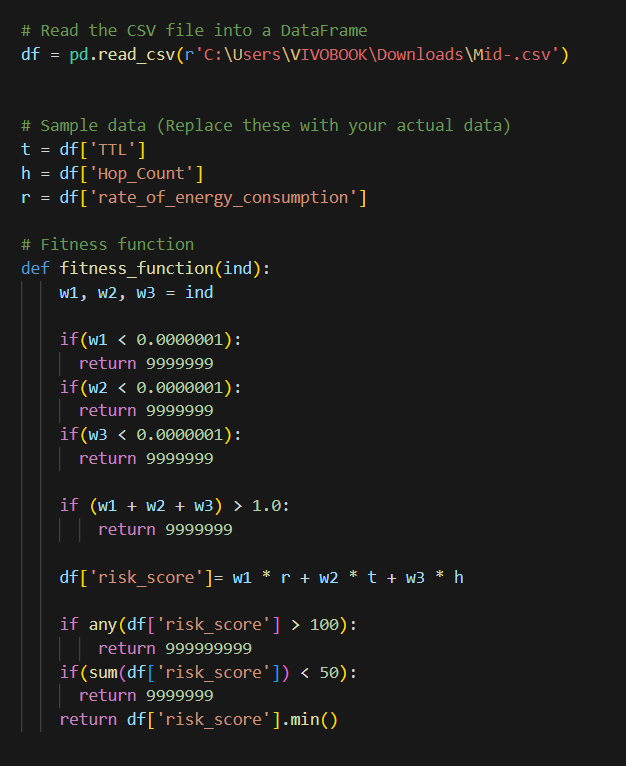 # Read the CSV file into a DataFrame
df = pd.read_csv(r'C:\Users\VIVOBOOK\Downloads\Mid-.csv')
# Sample data (Replace these with your actual data)
t = df['TTL']
h = df['Hop_Count']
r = df['rate_of_energy_consumption']
# Fitness function
def fitness_function(ind):
    w1, w2, w3 = ind
    if(w1 < 0.0000001):
      return 9999999
    if(w2 < 0.0000001):
      return 9999999
    if(w3 < 0.0000001):
      return 9999999
    if (w1 + w2 + w3) > 1.0:
        return 9999999
    df['risk_score']= w1 * r + w2 * t + w3 * h
    if any(df['risk_score'] > 100):
        return 999999999
    if(sum(df['risk_score']) < 50):
      return 9999999
    return df['risk_score'].min()